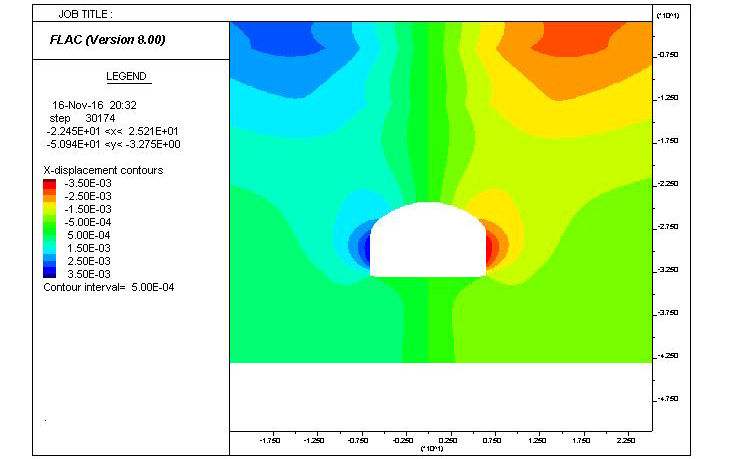 JOB TITLE :
FLAC (Version 8.00)
LEGEND
16-Nov-16 20:32
step 30174
-2.245E+01 <x< 2.521E+01
-5.094E+01 <y< -3.275E+00
X-displacement contours
-3.50E-03
-2.50E-03
-1.50E-03
-5.00E-04
5.00E-04
1.50E-03
2.50E-03
3.50E-03
Contour interval= 5.00E-04
(*10^1)
-0.750
-1.250
-1.750
-2.250
-2.750
-3.250
-3.750
-4.250
-4.750
-1.750 -1.250 -0.750 -0.250 0.250 0.750 1.250 1.750 2.250
(*10^1)